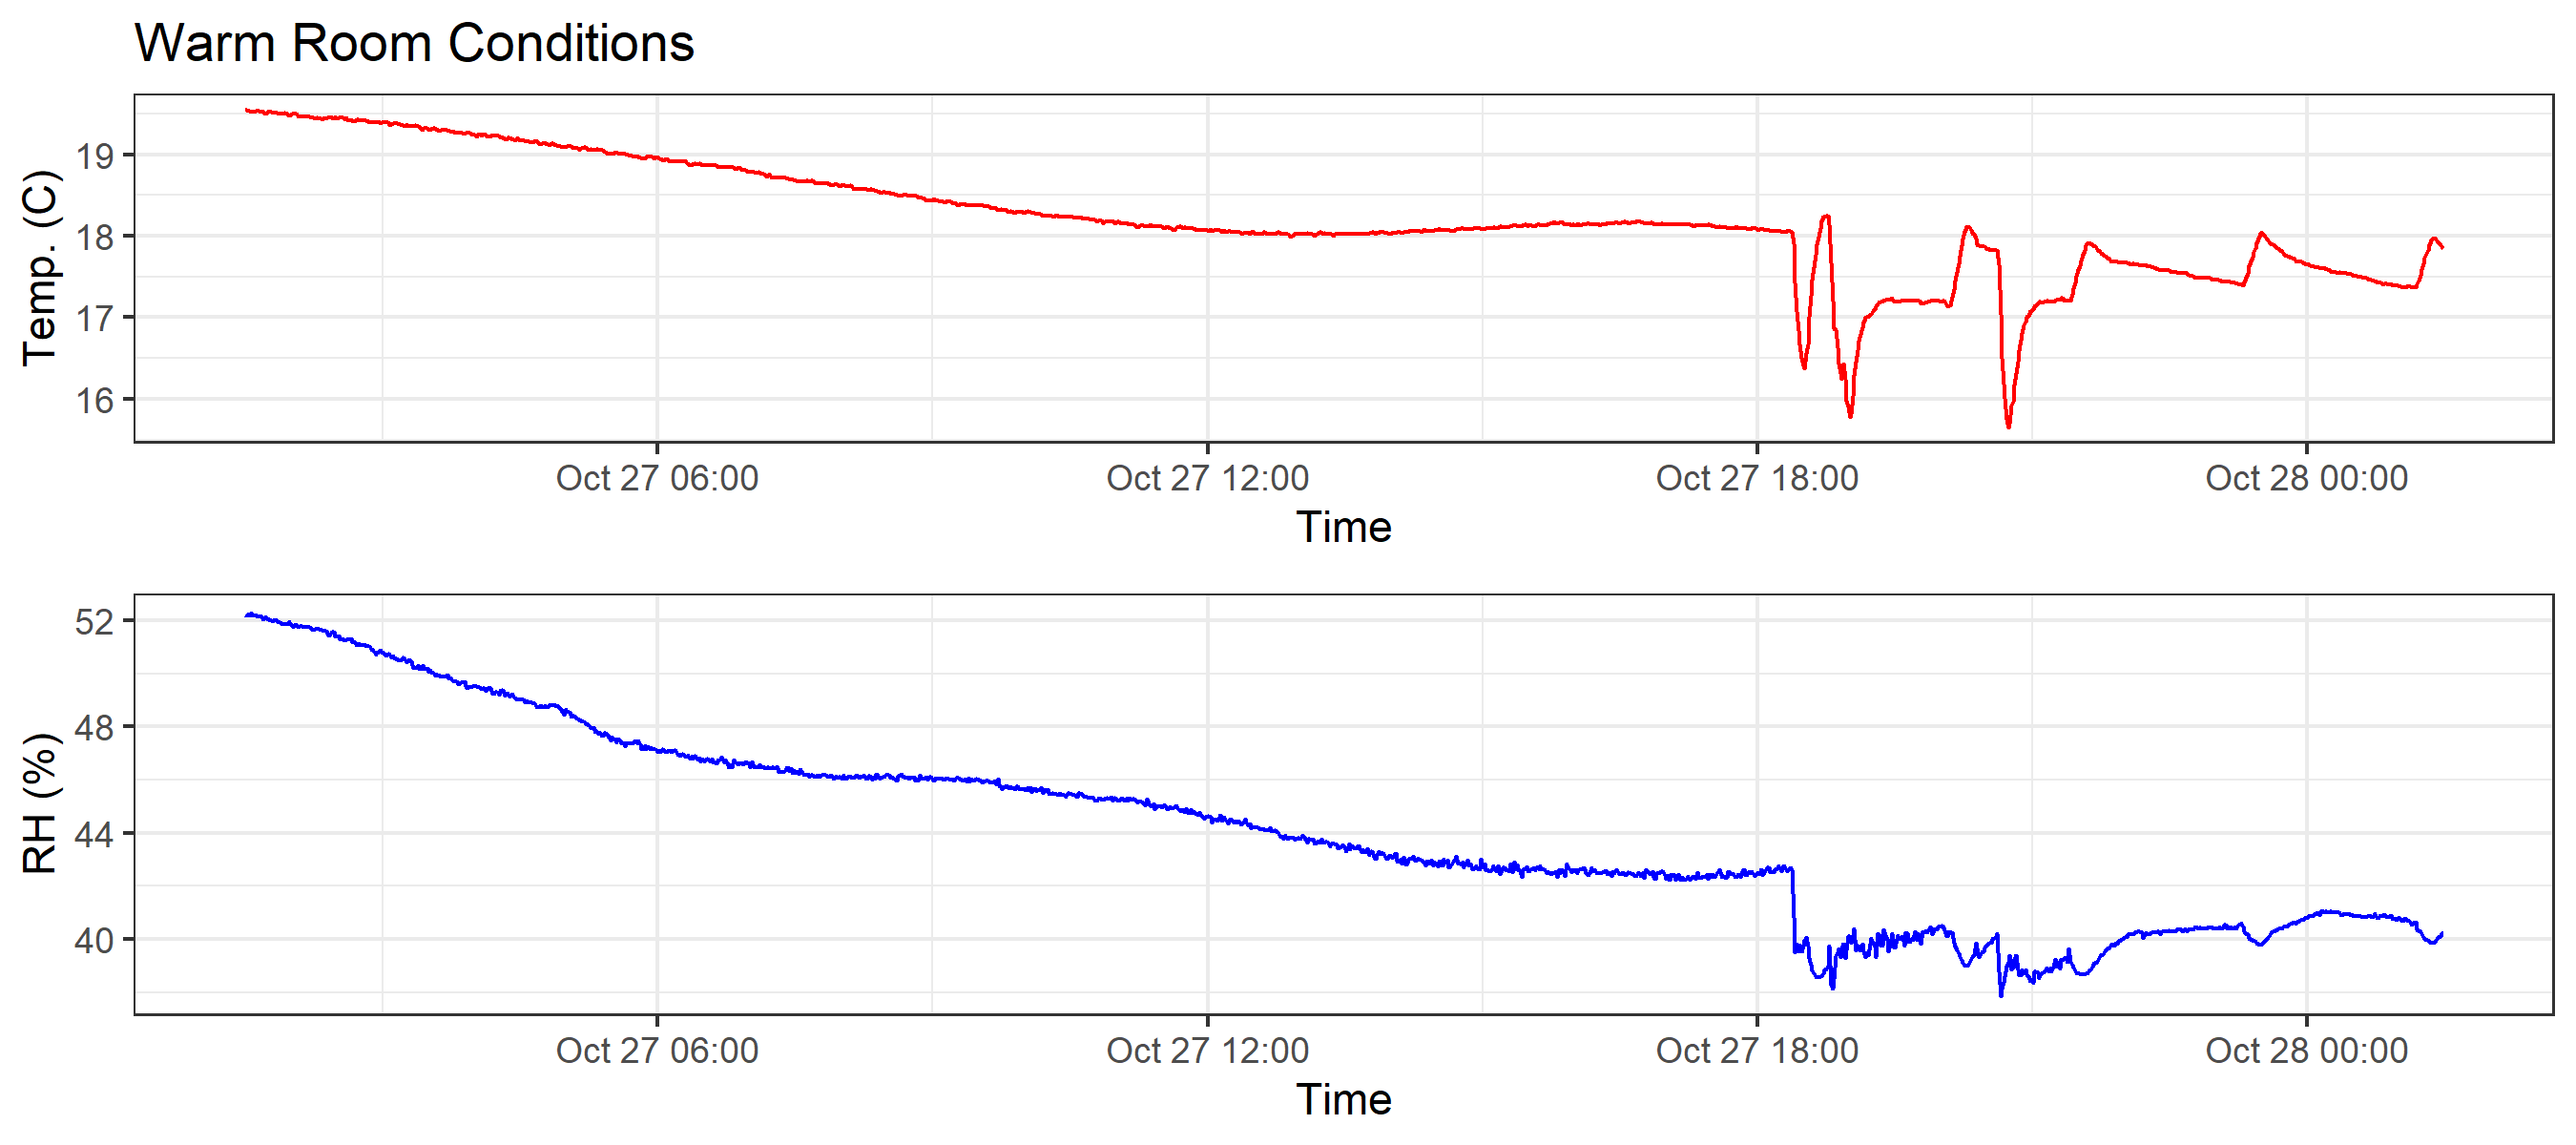 Warm Room Conditions
Temp. (C)
19
18
17
16
Oct 27 06:00 Oct 27 12:00 Oct 27 18:00 Oct 28 00:00
Time
RH (%)
52
48
44
40
Oct 27 06:00 Oct 27 12:00 Oct 27 18:00 Oct 28 00:00
Time